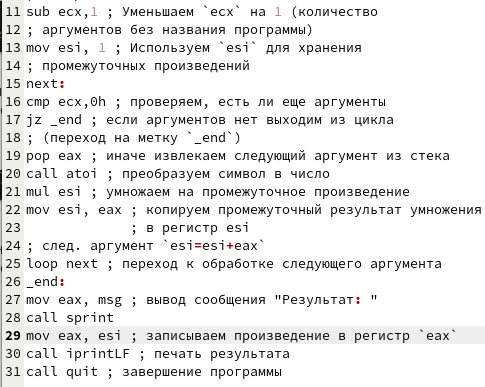 11 sub ecx,1 ; Уменьшаем `ecx` на 1 (количество
12 ; аргументов без названия программы)
13 mov esi, 1 ; Используем `esi` для хранения
14 ; промежуточных произведений
15 next:
16 cmp ecx,0h ; проверяем, есть ли еще аргументы
17 jz _end ; если аргументов нет выходим из цикла
18 ; (переход на метку `_end`)
19 pop eax ; иначе извлекаем следующий аргумент из стека
20 call atoi ; преобразуем символ в число
21 mul esi ; умножаем на промежуточное произведение
22 mov esi, eax ; копируем промежуточный результат умножения
23 ; в регистр esi
24 ; след. аргумент `esi=esi+eax`
25 loop next ; переход к обработке следующего аргумента
26 _end:
27 mov eax, msg ; вывод сообщения "Результат: "
28 call sprint
29 mov eax, esi ; записываем произведение в регистр `eax`
30 call iprintLF ; печать результата
31 call quit ; завершение программы